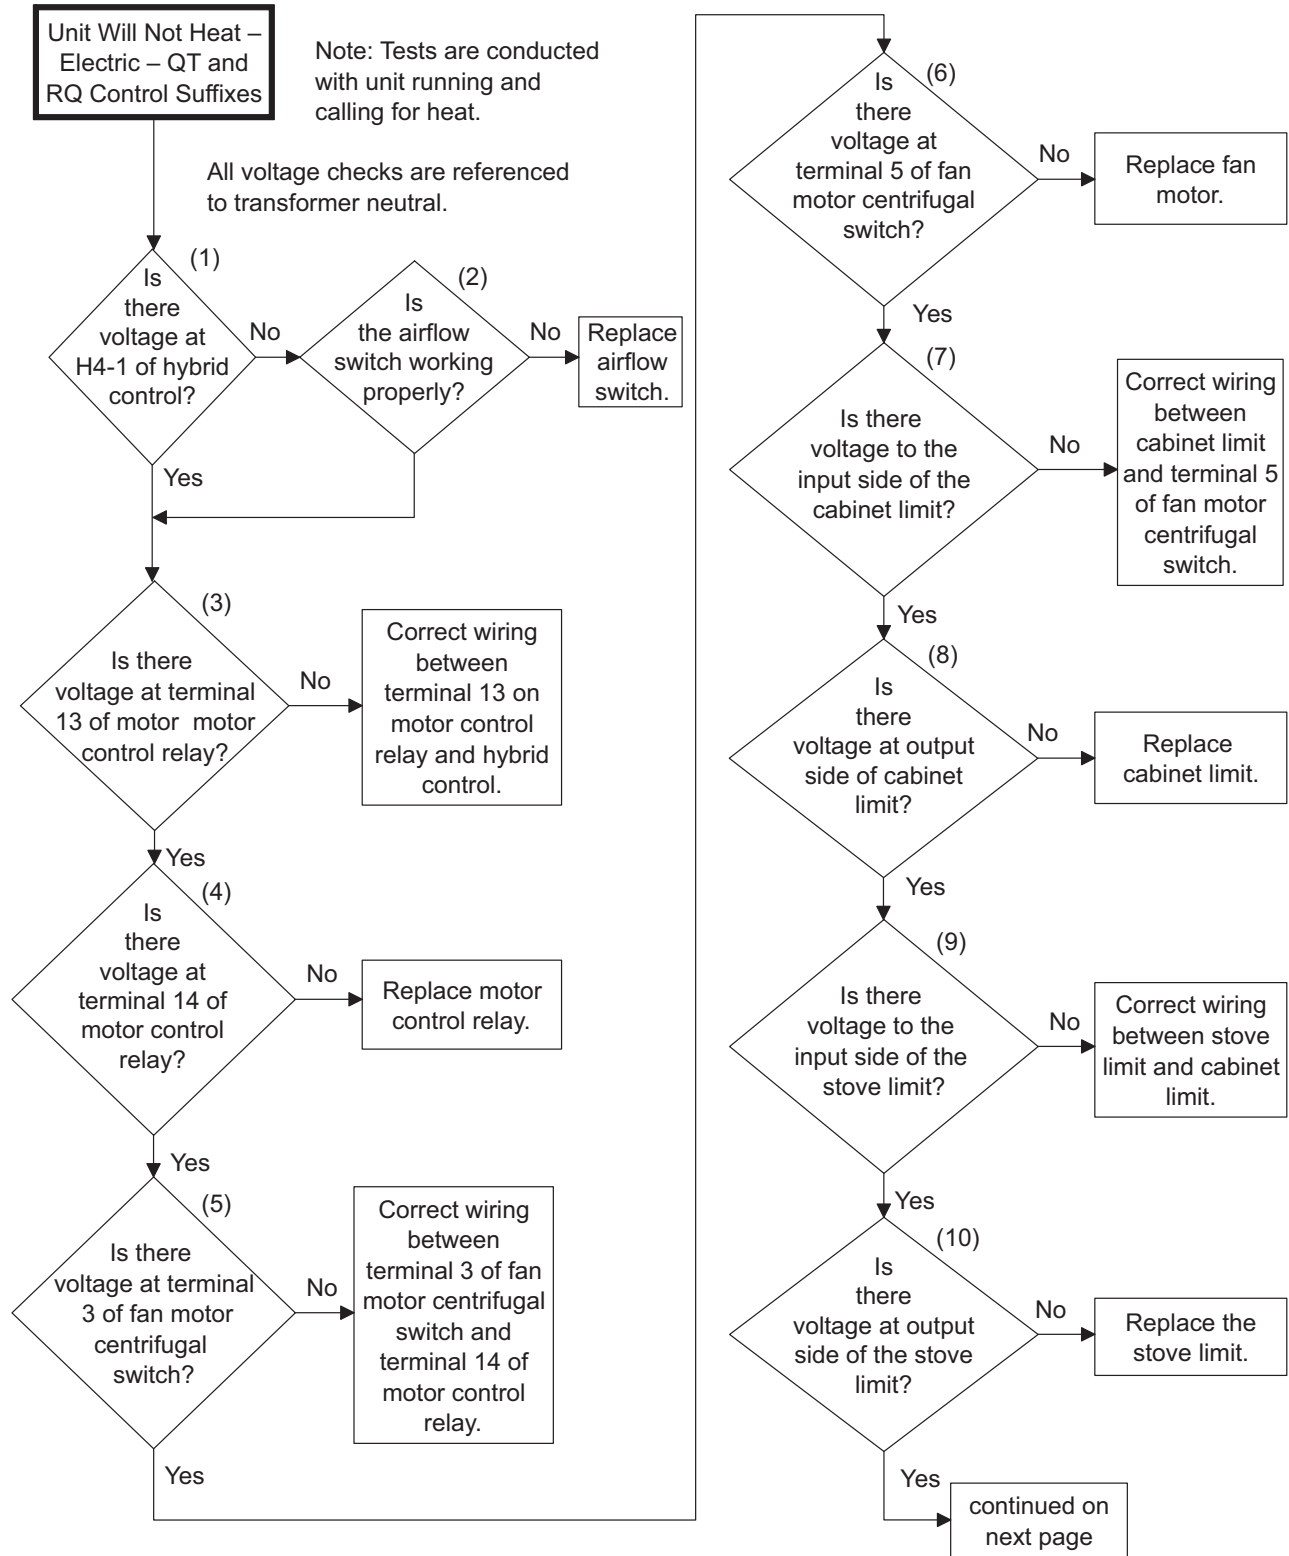 Unit Will Not Heat –
Electric – QT and
RQ Control Suffixes
Note: Tests are conducted
with unit running and
calling for heat.
All voltage checks are referenced
to transformer neutral.
(1)
Is
there
voltage at
H4-1 of hybrid
control?
No
(2)
Is
the airflow
switch working
properly?
No
Replace
airflow
switch.
Yes
(3)
Is there
voltage at terminal
13 of motor motor
control relay?
No
Correct wiring
between
terminal 13 on
motor control
relay and hybrid
control.
Yes
(4)
Is
there
voltage at
terminal 14 of
motor control
relay?
No
Replace motor
control relay.
Yes
(5)
Is there
voltage at terminal
3 of fan motor
centrifugal
switch?
No
Correct wiring
between
terminal 3 of fan
motor centrifugal
switch and
terminal 14 of
motor control
relay.
Yes
(6)
Is
there
voltage at
terminal 5 of fan
motor centrifugal
switch?
No
Replace fan
motor.
Yes
(7)
Is there
voltage to the
input side of the
cabinet limit?
No
Correct wiring
between
cabinet limit
and terminal 5
of fan motor
centrifugal
switch.
Yes
(8)
Is
there
voltage at output
side of cabinet
limit?
No
Replace
cabinet limit.
Yes
(9)
Is there
voltage to the
input side of the
stove limit?
No
Correct wiring
between stove
limit and cabinet
limit.
Yes
(10)
Is
there
voltage at output
side of the stove
limit?
No
Replace the
stove limit.
Yes
continued on
next page